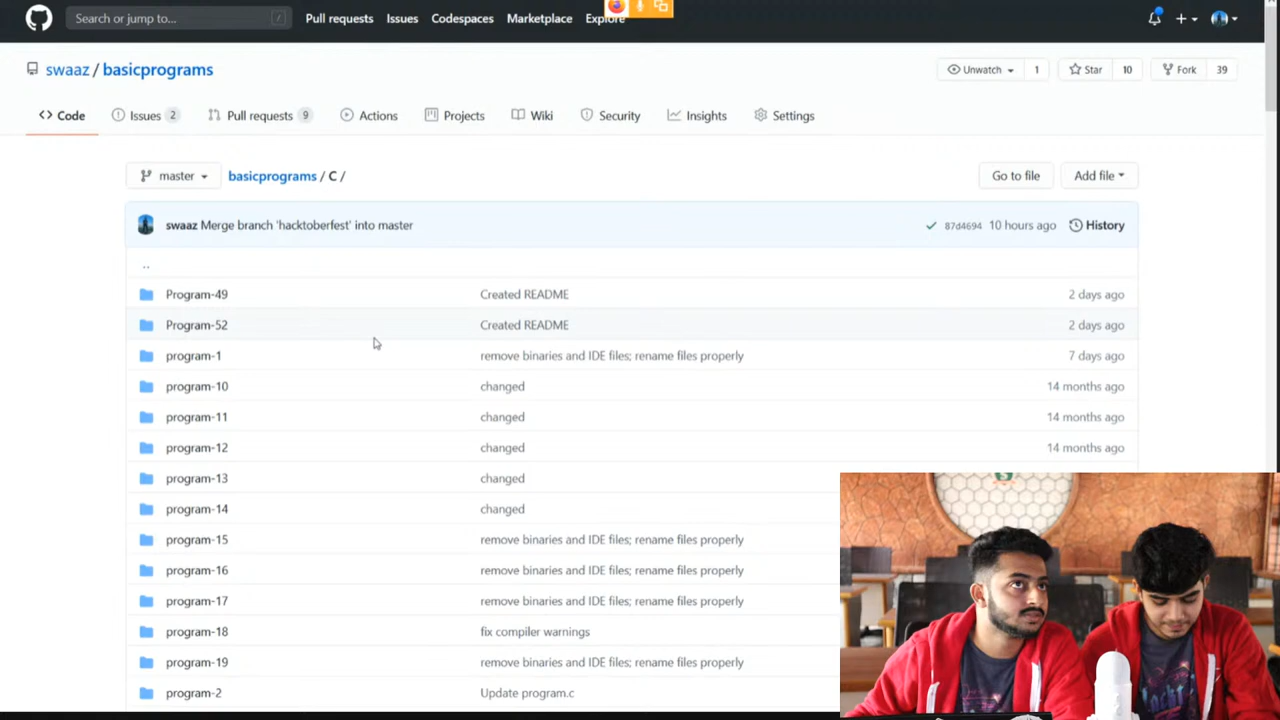 Search or jump to... / Pull requests Issues Codespaces Marketplace Explore
swaaz / basicprograms Unwatch 1 Star 10 Fork 39
Code Issues 2 Pull requests 9 Actions Projects Wiki Security Insights Settings
master basicprograms / C / Go to file Add file
swaaz Merge branch 'hacktoberfest' into master 87d4694 10 hours ago History
..
Program-49 Created README 2 days ago
Program-52 Created README 2 days ago
program-1 remove binaries and IDE files; rename files properly 7 days ago
program-10 changed 14 months ago
program-11 changed 14 months ago
program-12 changed 14 months ago
program-13 changed
program-14 changed
program-15 remove binaries and IDE files; rename files properly
program-16 remove binaries and IDE files; rename files properly
program-17 remove binaries and IDE files; rename files properly
program-18 fix compiler warnings
program-19 remove binaries and IDE files; rename files properly
program-2 Update program.c